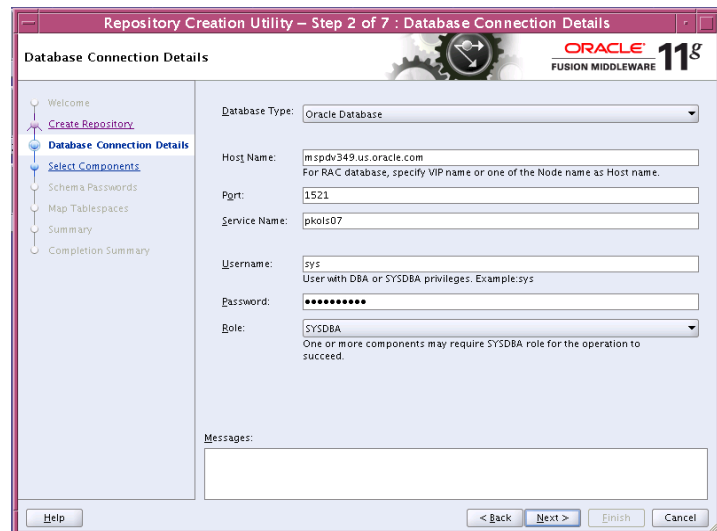 Repository Creation Utility – Step 2 of 7 : Database Connection Details
Database Connection Details
ORACLE
FUSION MIDDLEWARE
11g
Welcome
Create Repository
Database Connection Details
Select Components
Schema Passwords
Map Tablespaces
Summary
Completion Summary
Database Type: Oracle Database
Host Name: mspdv349.us.oracle.com
For RAC database, specify VIP name or one of the Node name as Host name.
Port: 1521
Service Name: pkols07
Username: sys
User with DBA or SYSDBA privileges. Example:sys
Password: ●●●●●●●●●●
Role: SYSDBA
One or more components may require SYSDBA role for the operation to
succeed.
Messages:
Help
< Back
Next >
Finish
Cancel